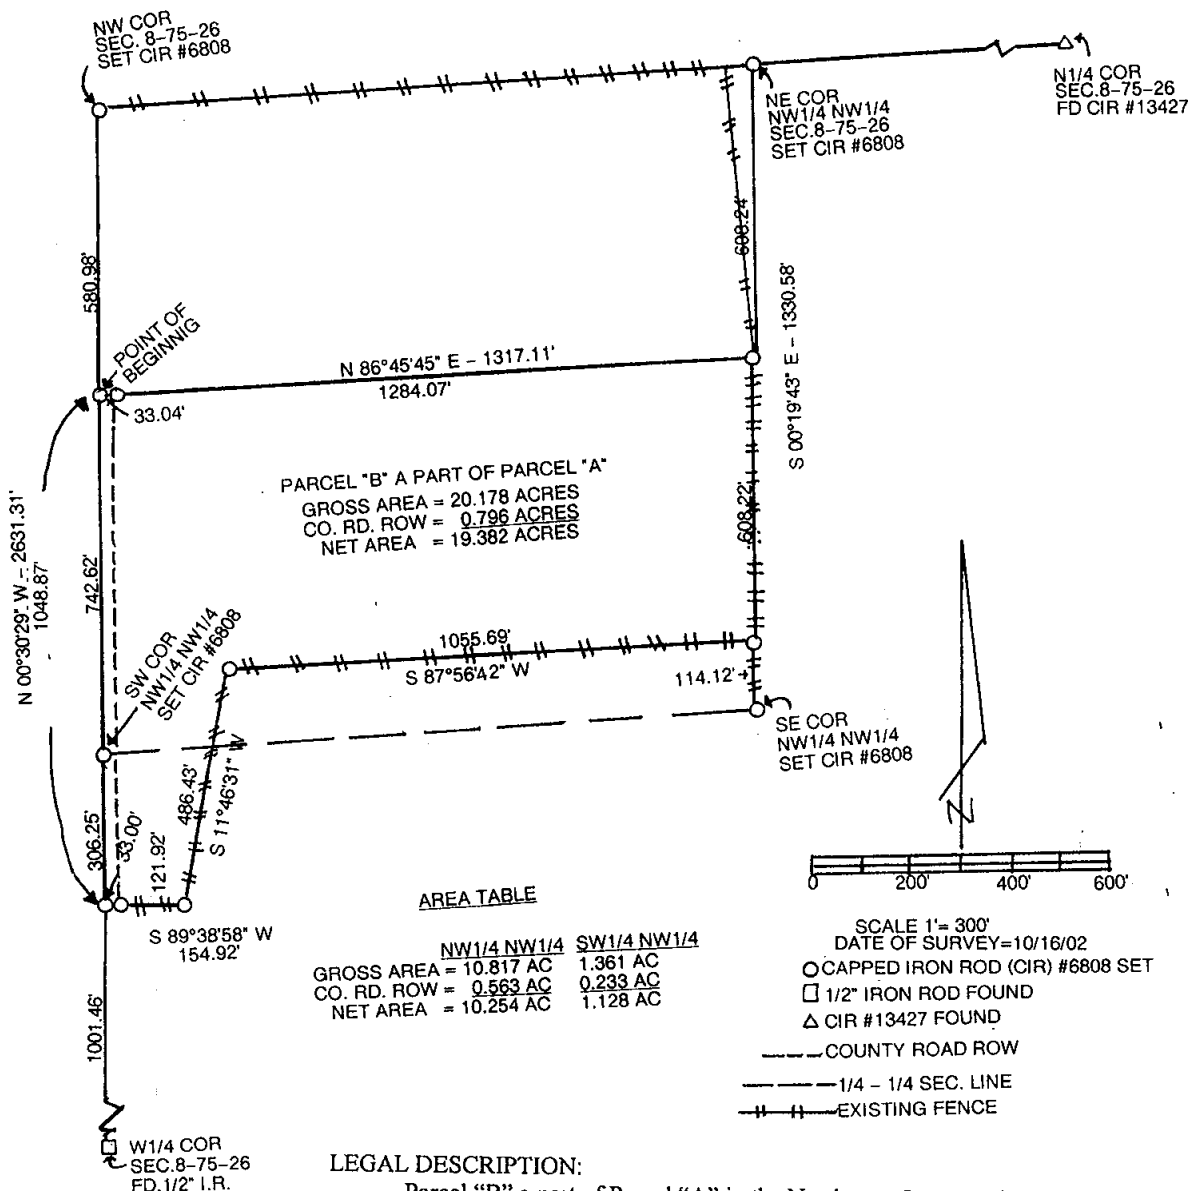 NW COR
SEC. 8-75-26
SET CIR #6808
N1/4 COR
SEC.8-75-26
FD CIR #13427
NE COR
NW1/4 NW1/4
SEC.8-75-26
SET CIR #6808
580.98'
608.24'
S 00°19'43" E - 1330.58'
POINT OF
BEGINNIG
N 86°45'45" E - 1317.11'
1284.07'
33.04'
PARCEL "B" A PART OF PARCEL "A"
GROSS AREA = 20.178 ACRES
CO. RD. ROW = 0.796 ACRES
NET AREA = 19.382 ACRES
608.22'
N 00°30'29" W - 2631.31'
1048.87'
742.62'
SW COR
NW1/4 NW1/4
SET CIR #6808
1055.69'
S 87°56'42" W
114.12'
SE COR
NW1/4 NW1/4
SET CIR #6808
486.43'
S 11°46'31" W
306.25'
33.00'
121.92'
S 89°38'58" W
154.92'
N
0 200' 400' 600'
SCALE 1"= 300'
DATE OF SURVEY=10/16/02
CAPPED IRON ROD (CIR) #6808 SET
1/2" IRON ROD FOUND
CIR #13427 FOUND
COUNTY ROAD ROW
1/4 - 1/4 SEC. LINE
EXISTING FENCE
AREA TABLE
NW1/4 NW1/4 SW1/4 NW1/4
GROSS AREA = 10.817 AC 1.361 AC
CO. RD. ROW = 0.563 AC 0.233 AC
NET AREA = 10.254 AC 1.128 AC
1001.46
W1/4 COR
SEC.8-75-26
FD.1/2" I.R.
LEGAL DESCRIPTION:
Parcel "B" a part of Parcel "A" in the